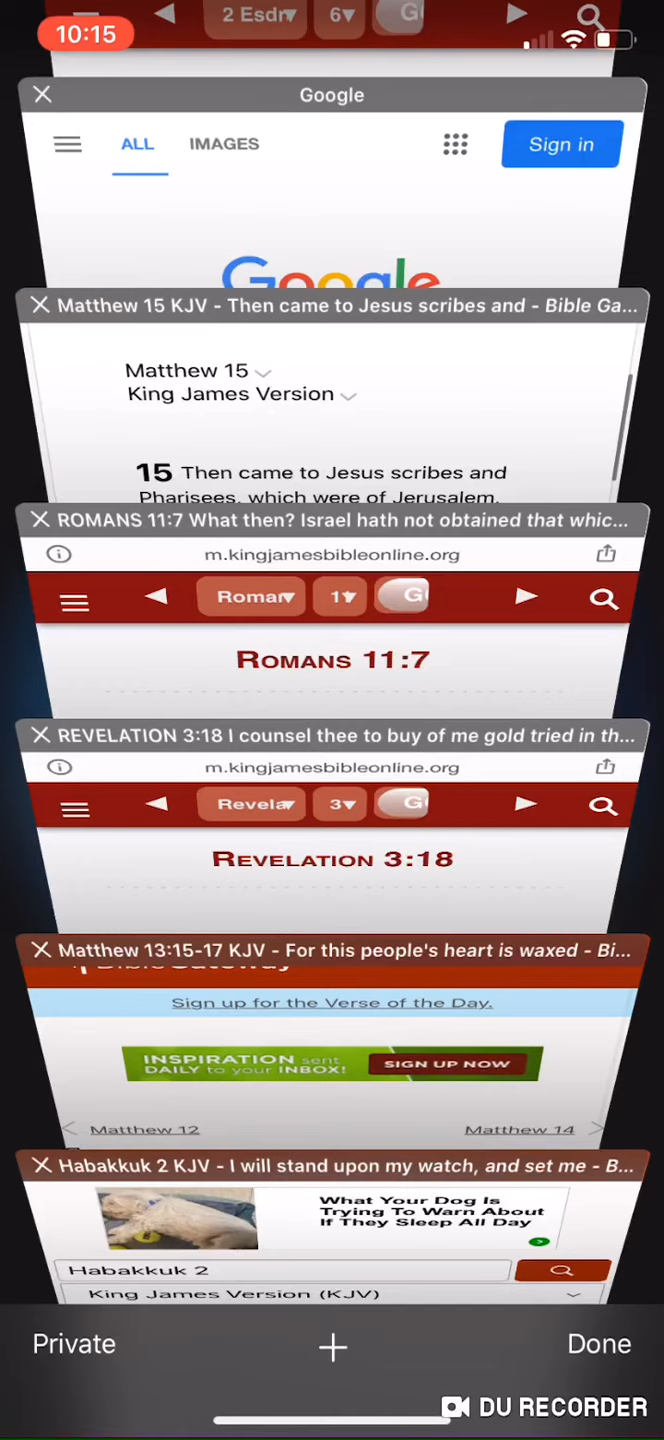 10:15
2 Esdr
6
G
Google
ALL
IMAGES
Sign in
Google
Matthew 15 KJV - Then came to Jesus scribes and - Bible Ga...
Matthew 15
King James Version
15 Then came to Jesus scribes and
Pharisees, which were of Jerusalem,
ROMANS 11:7 What then? Israel hath not obtained that whic...
m.kingjamesbibleonline.org
Roman
11
G
ROMANS 11:7
REVELATION 3:18 I counsel thee to buy of me gold tried in th...
m.kingjamesbibleonline.org
Revela
3
G
REVELATION 3:18
Matthew 13:15-17 KJV - For this people's heart is waxed - Bi...
Sign up for the Verse of the Day.
INSPIRATION sent
DAILY to your INBOX!
SIGN UP NOW
Matthew 12
Matthew 14
Habakkuk 2 KJV - I will stand upon my watch, and set me - B...
What Your Dog Is
Trying To Warn About
If They Sleep All Day
Habakkuk 2
King James Version (KJV)
Private
Done
DU RECORDER